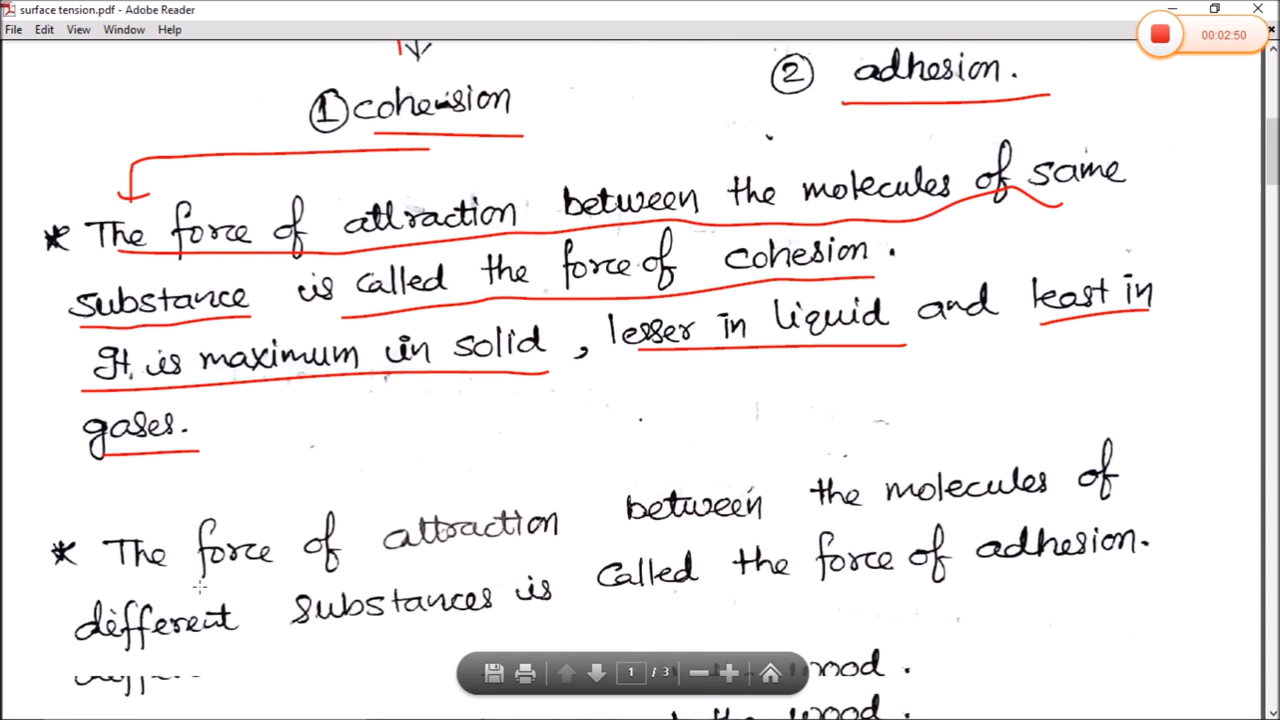 surface tension.pdf - Adobe Reader
File Edit View Window Help
00:02:50
① cohesion
② adhesion.
* The force of attraction between the molecules of same
substance is called the force of cohesion.
It is maximum in solid, lesser in liquid and least in
gases.
* The force of attraction between the molecules of
different substances is called the force of adhesion.
1 / 3
wood.
the wood.